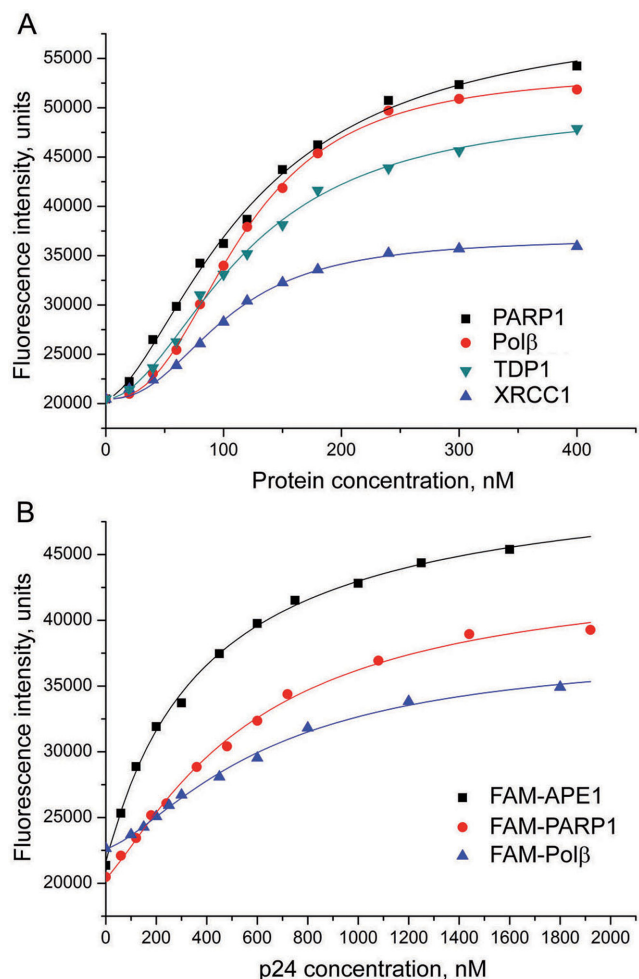 A
Fluorescence intensity, units
55000
50000
45000
40000
35000
30000
25000
20000
PARP1
Polβ
TDP1
XRCC1
0
100
200
300
400
Protein concentration, nM
B
Fluorescence intensity, units
45000
40000
35000
30000
25000
20000
FAM-APE1
FAM-PARP1
FAM-Polβ
0 200 400 600 800 1000 1200 1400 1600 1800 2000
p24 concentration, nM